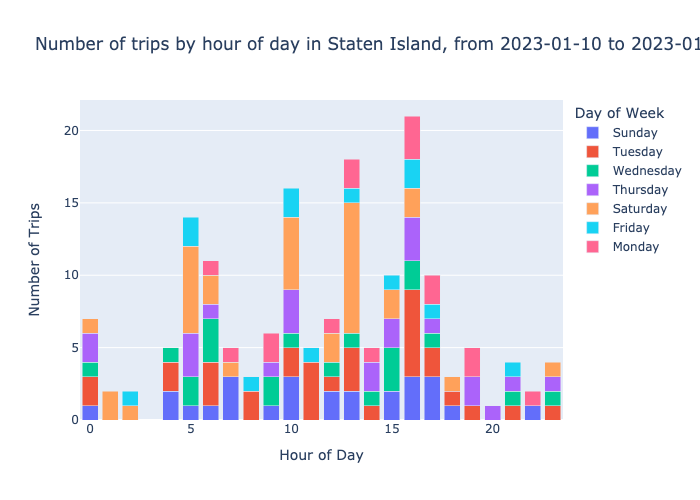 Number of trips by hour of day in Staten Island, from 2023-01-10 to 2023-01
Day of Week
Sunday
Tuesday
Wednesday
Thursday
Saturday
Friday
Monday
Number of Trips
20
15
10
5
0
0 5 10 15 20
Hour of Day